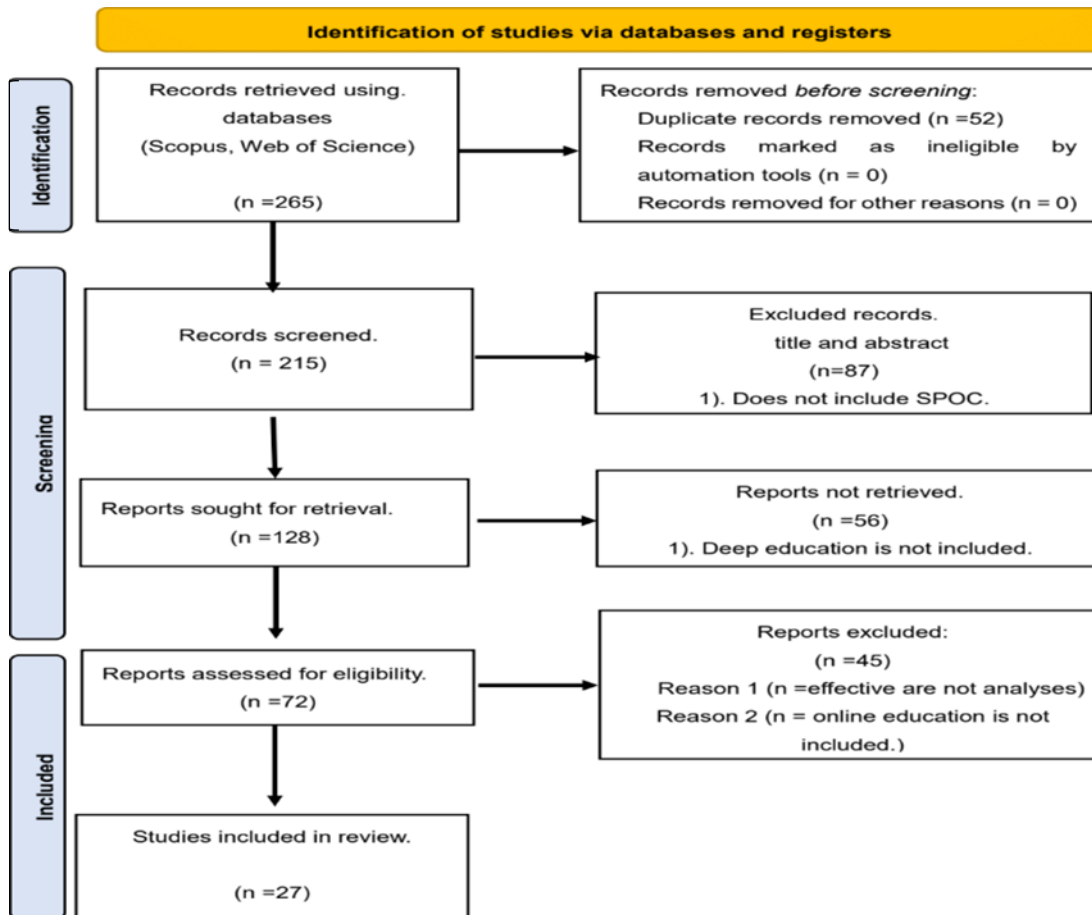 Identification of studies via databases and registers
Identification
Records retrieved using.
databases
(Scopus, Web of Science)
(n =265)
Records removed before screening:
Duplicate records removed (n =52)
Records marked as ineligible by
automation tools (n = 0)
Records removed for other reasons (n = 0)
Screening
Records screened.
(n = 215)
Excluded records.
title and abstract
(n=87)
1). Does not include SPOC.
Reports sought for retrieval.
(n =128)
Reports not retrieved.
(n =56)
1). Deep education is not included.
Included
Reports assessed for eligibility.
(n =72)
Reports excluded:
(n =45)
Reason 1 (n =effective are not analyses)
Reason 2 (n = online education is not
included.)
Studies included in review.
(n =27)